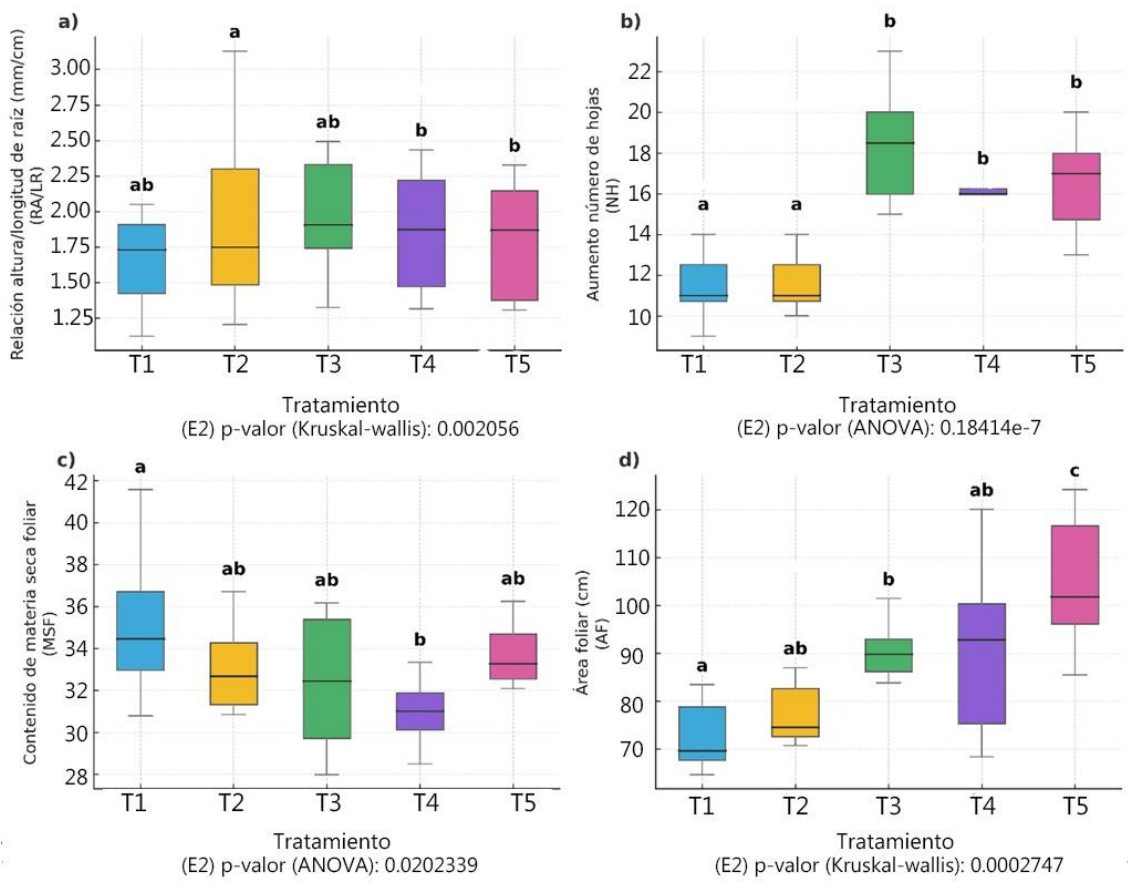 a)
Relación altura/longitud de raíz (mm/cm)
(RA/LR)
3.00
2.75
2.50
2.25
2.00
1.75
1.50
1.25
ab
a
ab
b
b
T1 T2 T3 T4 T5
Tratamiento
(E2) p-valor (Kruskal-wallis): 0.002056
b)
Aumento número de hojas
(NH)
22
20
18
16
14
12
10
a
a
b
b
b
T1 T2 T3 T4 T5
Tratamiento
(E2) p-valor (ANOVA): 0.18414e-7
c)
Contenido de materia seca foliar
(MSF)
42
40
38
36
34
32
30
28
a
ab
ab
b
ab
T1 T2 T3 T4 T5
Tratamiento
(E2) p-valor (ANOVA): 0.0202339
d)
Área foliar (cm)
(AF)
120
110
100
90
80
70
a
ab
b
ab
c
T1 T2 T3 T4 T5
Tratamiento
(E2) p-valor (Kruskal-wallis): 0.0002747